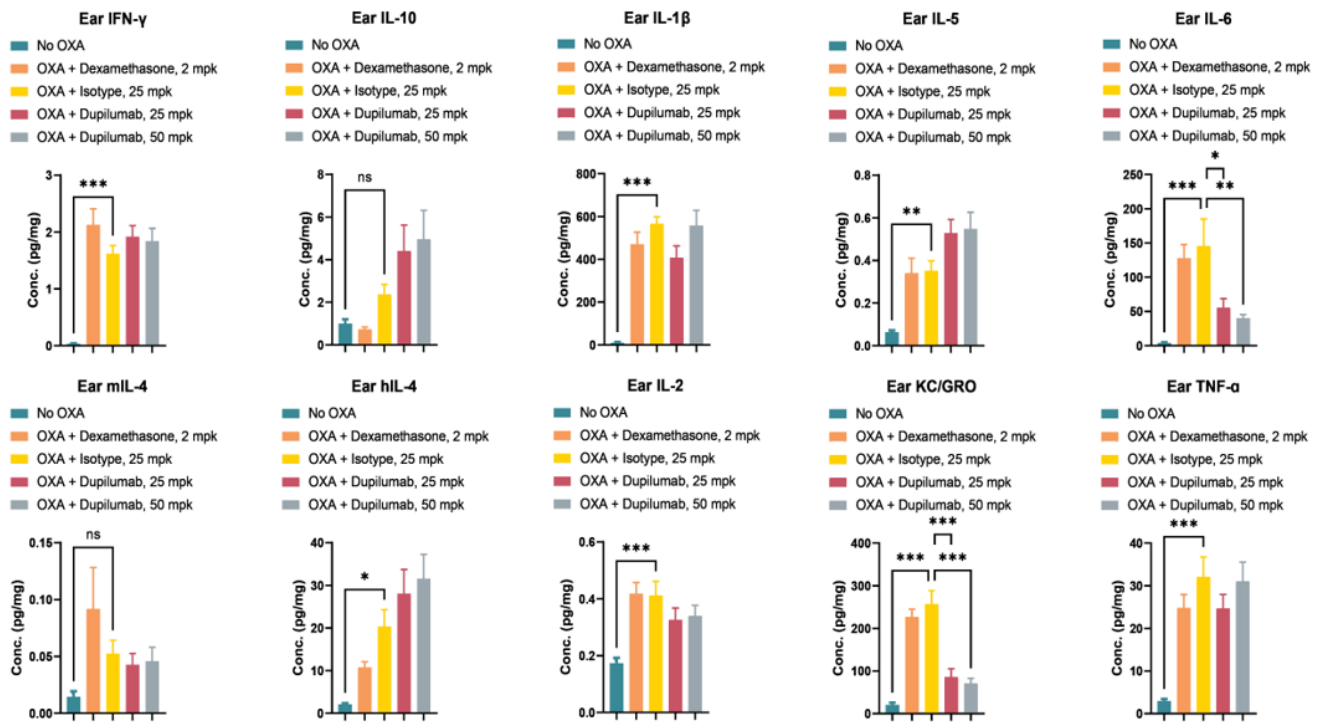 Ear IFN-γ
No OXA
OXA + Dexamethasone, 2 mpk
OXA + Isotype, 25 mpk
OXA + Dupilumab, 25 mpk
OXA + Dupilumab, 50 mpk
***
Conc. (pg/mg)
3
2
1
0
Ear IL-10
No OXA
OXA + Dexamethasone, 2 mpk
OXA + Isotype, 25 mpk
OXA + Dupilumab, 25 mpk
OXA + Dupilumab, 50 mpk
ns
Conc. (pg/mg)
8
6
4
2
0
Ear IL-1β
No OXA
OXA + Dexamethasone, 2 mpk
OXA + Isotype, 25 mpk
OXA + Dupilumab, 25 mpk
OXA + Dupilumab, 50 mpk
***
Conc. (pg/mg)
800
600
400
200
0
Ear IL-5
No OXA
OXA + Dexamethasone, 2 mpk
OXA + Isotype, 25 mpk
OXA + Dupilumab, 25 mpk
OXA + Dupilumab, 50 mpk
**
Conc. (pg/mg)
0.8
0.6
0.4
0.2
0.0
Ear IL-6
No OXA
OXA + Dexamethasone, 2 mpk
OXA + Isotype, 25 mpk
OXA + Dupilumab, 25 mpk
OXA + Dupilumab, 50 mpk
*
*** **
Conc. (pg/mg)
250
200
150
100
50
0
Ear mIL-4
No OXA
OXA + Dexamethasone, 2 mpk
OXA + Isotype, 25 mpk
OXA + Dupilumab, 25 mpk
OXA + Dupilumab, 50 mpk
ns
Conc. (pg/mg)
0.15
0.10
0.05
0.00
Ear hIL-4
No OXA
OXA + Dexamethasone, 2 mpk
OXA + Isotype, 25 mpk
OXA + Dupilumab, 25 mpk
OXA + Dupilumab, 50 mpk
*
Conc. (pg/mg)
40
30
20
10
0
Ear IL-2
No OXA
OXA + Dexamethasone, 2 mpk
OXA + Isotype, 25 mpk
OXA + Dupilumab, 25 mpk
OXA + Dupilumab, 50 mpk
***
Conc. (pg/mg)
0.6
0.4
0.2
0.0
Ear KC/GRO
No OXA
OXA + Dexamethasone, 2 mpk
OXA + Isotype, 25 mpk
OXA + Dupilumab, 25 mpk
OXA + Dupilumab, 50 mpk
***
*** ***
Conc. (pg/mg)
400
300
200
100
0
Ear TNF-α
No OXA
OXA + Dexamethasone, 2 mpk
OXA + Isotype, 25 mpk
OXA + Dupilumab, 25 mpk
OXA + Dupilumab, 50 mpk
***
Conc. (pg/mg)
40
30
20
10
0